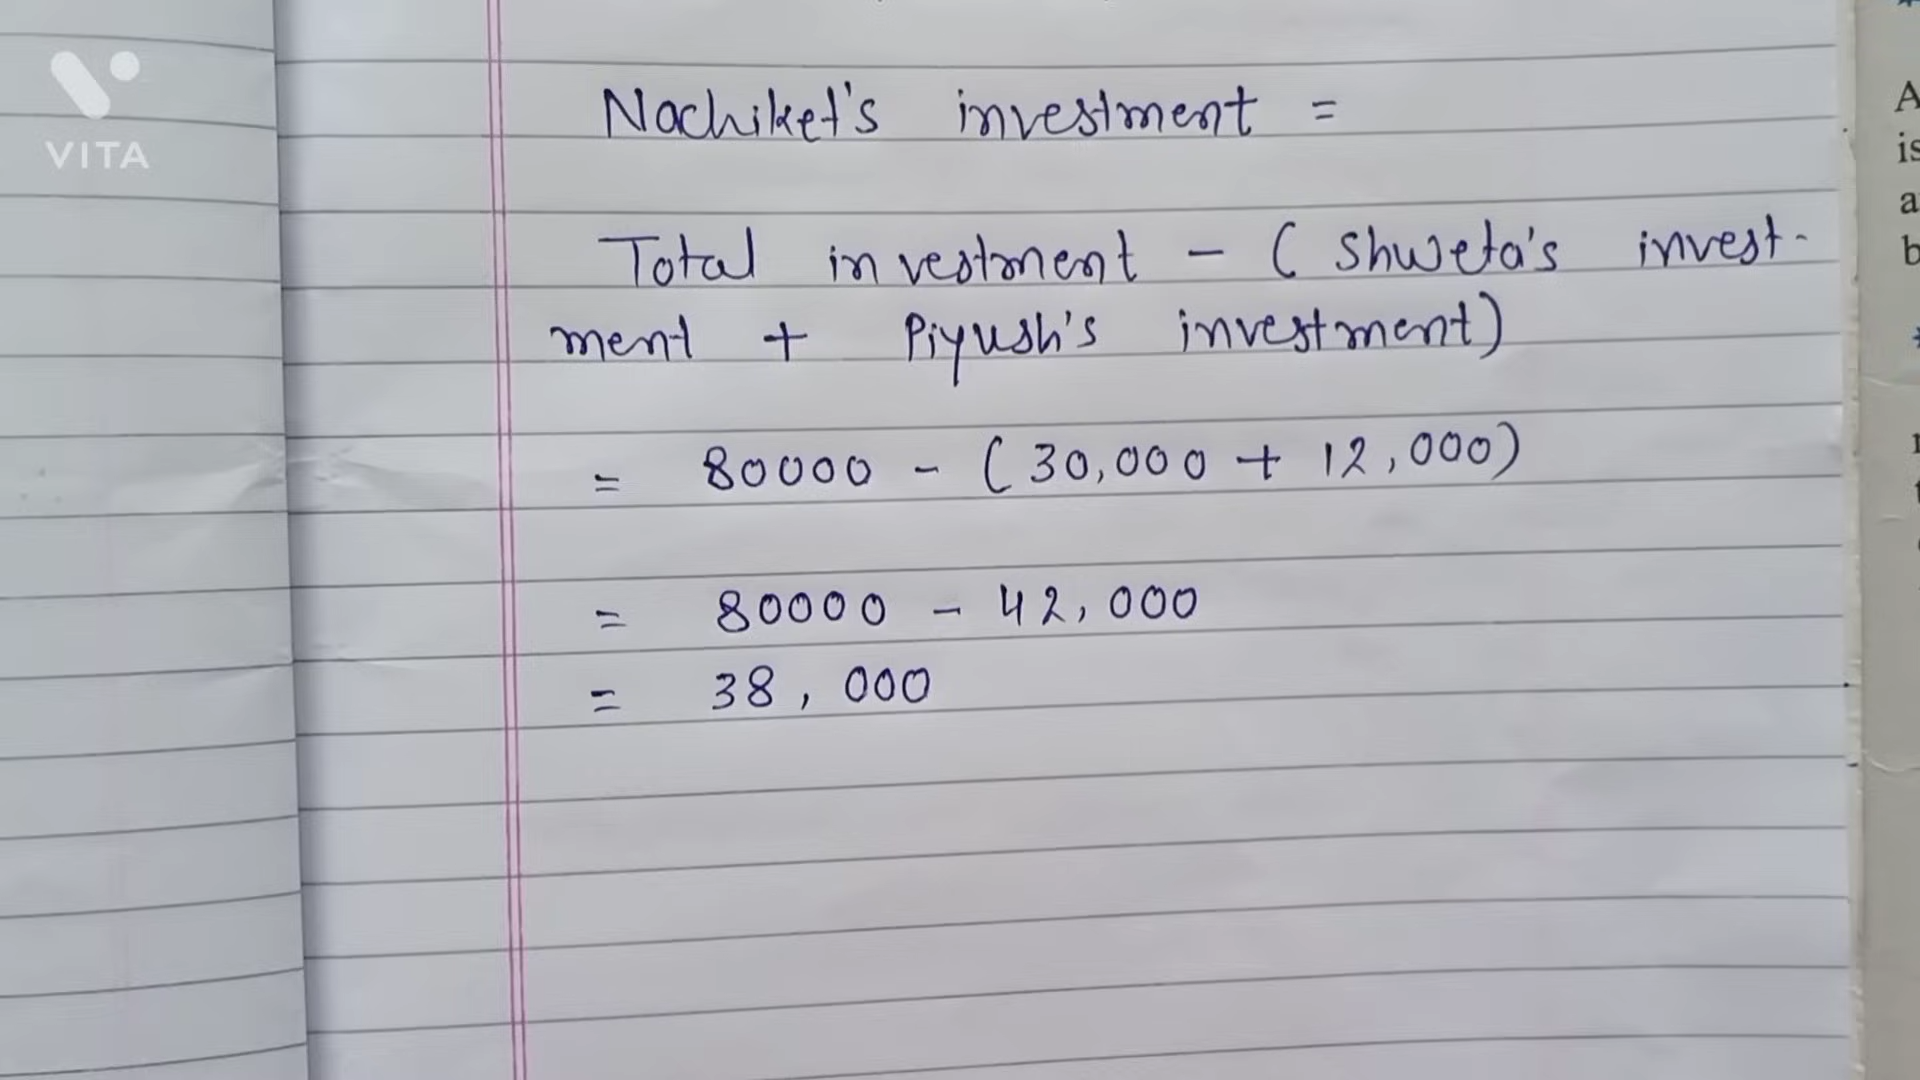 VITA
Nachiket's investment =
Total investment - ( Shweta's invest-
ment + Piyush's investment)
= 80000 - ( 30,000 + 12,000)
= 80000 - 42,000
= 38, 000
A
is
a
b